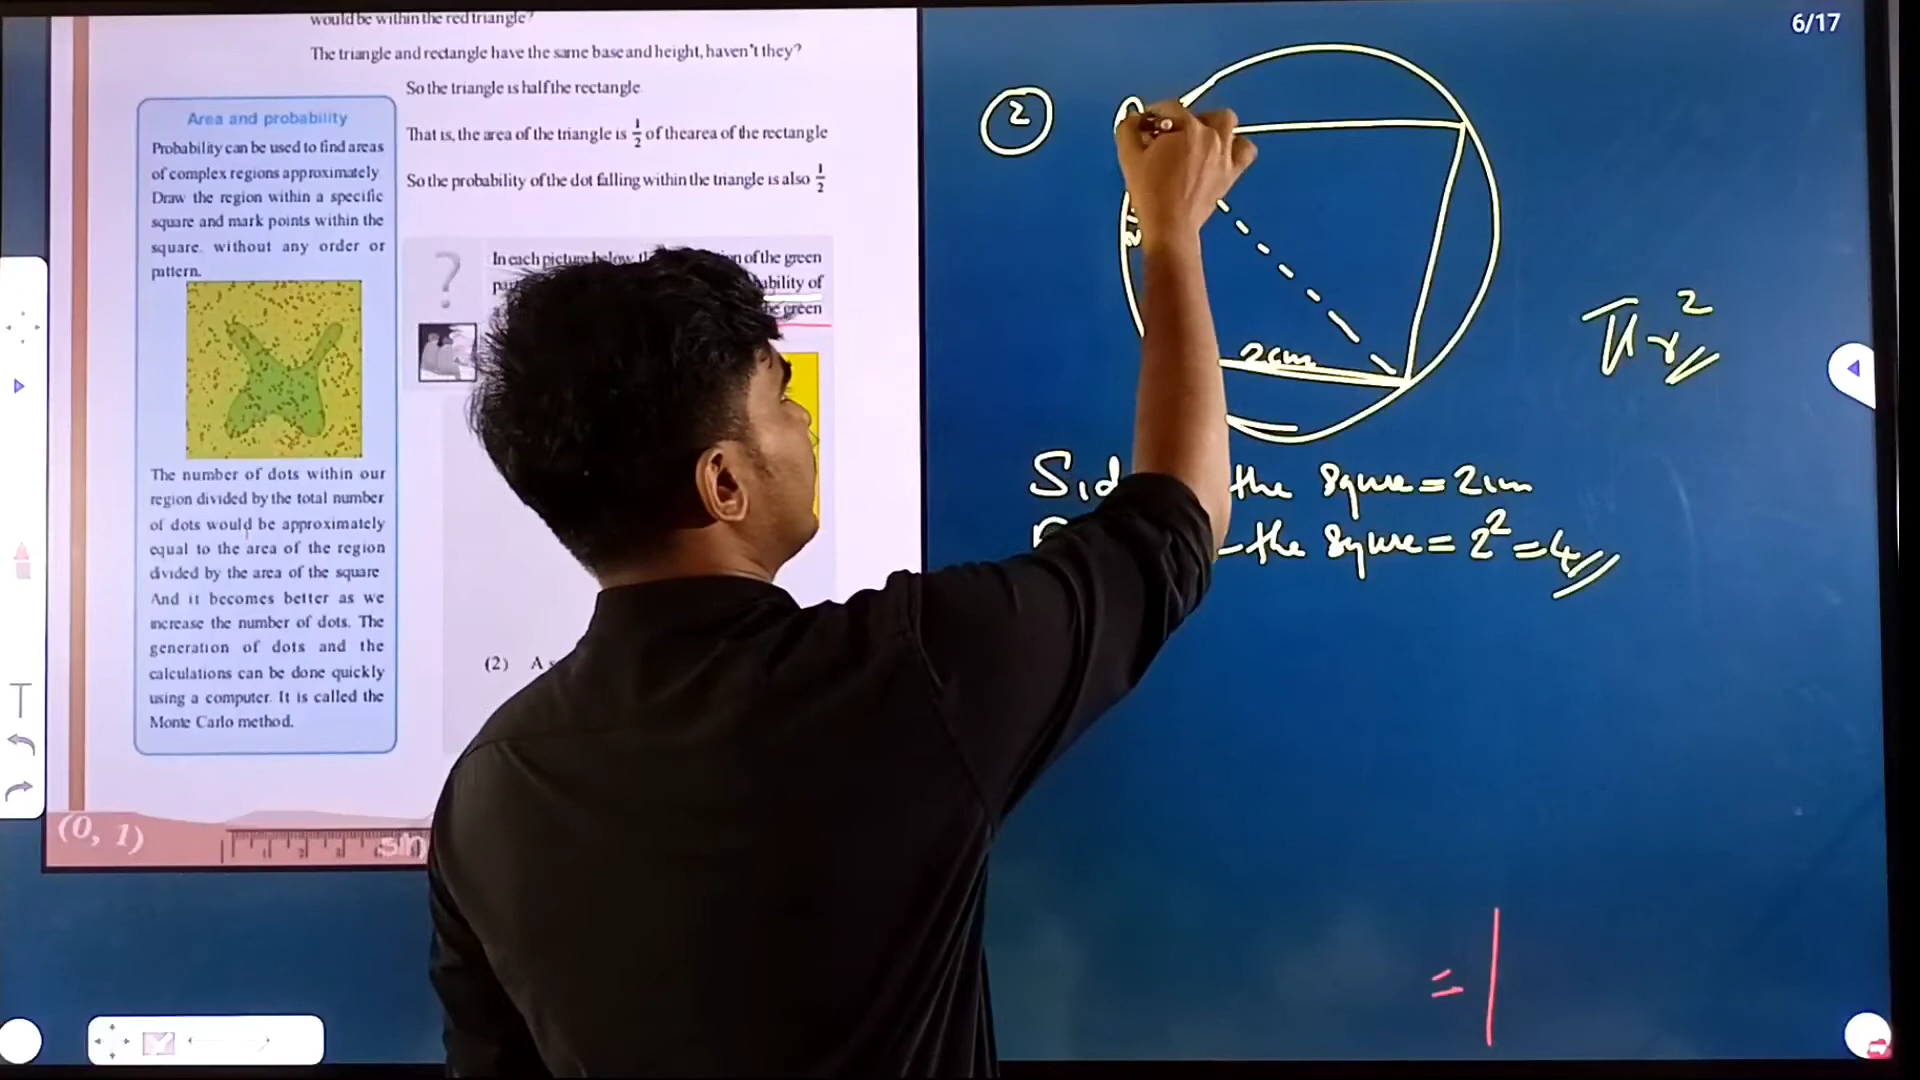 would be within the red triangle?
The triangle and rectangle have the same base and height, haven't they?
So the triangle is half the rectangle.
That is, the area of the triangle is 1/2 of the area of the rectangle
So the probability of the dot falling within the triangle is also 1/2
Area and probability
Probability can be used to find areas
of complex regions approximately
Draw the region within a specific
square and mark points within the
square, without any order or
pattern.
The number of dots within our
region divided by the total number
of dots would be approximately
equal to the area of the region
divided by the area of the square
And it becomes better as we
increase the number of dots. The
generation of dots and the
calculations can be done quickly
using a computer. It is called the
Monte Carlo method.
?
In each picture below of the green
of
green
(2) A
(0, 1)
sin
T
6/17
2
2cm
πr²
Sid the squre = 2cm
the squre = 2² = 4
=